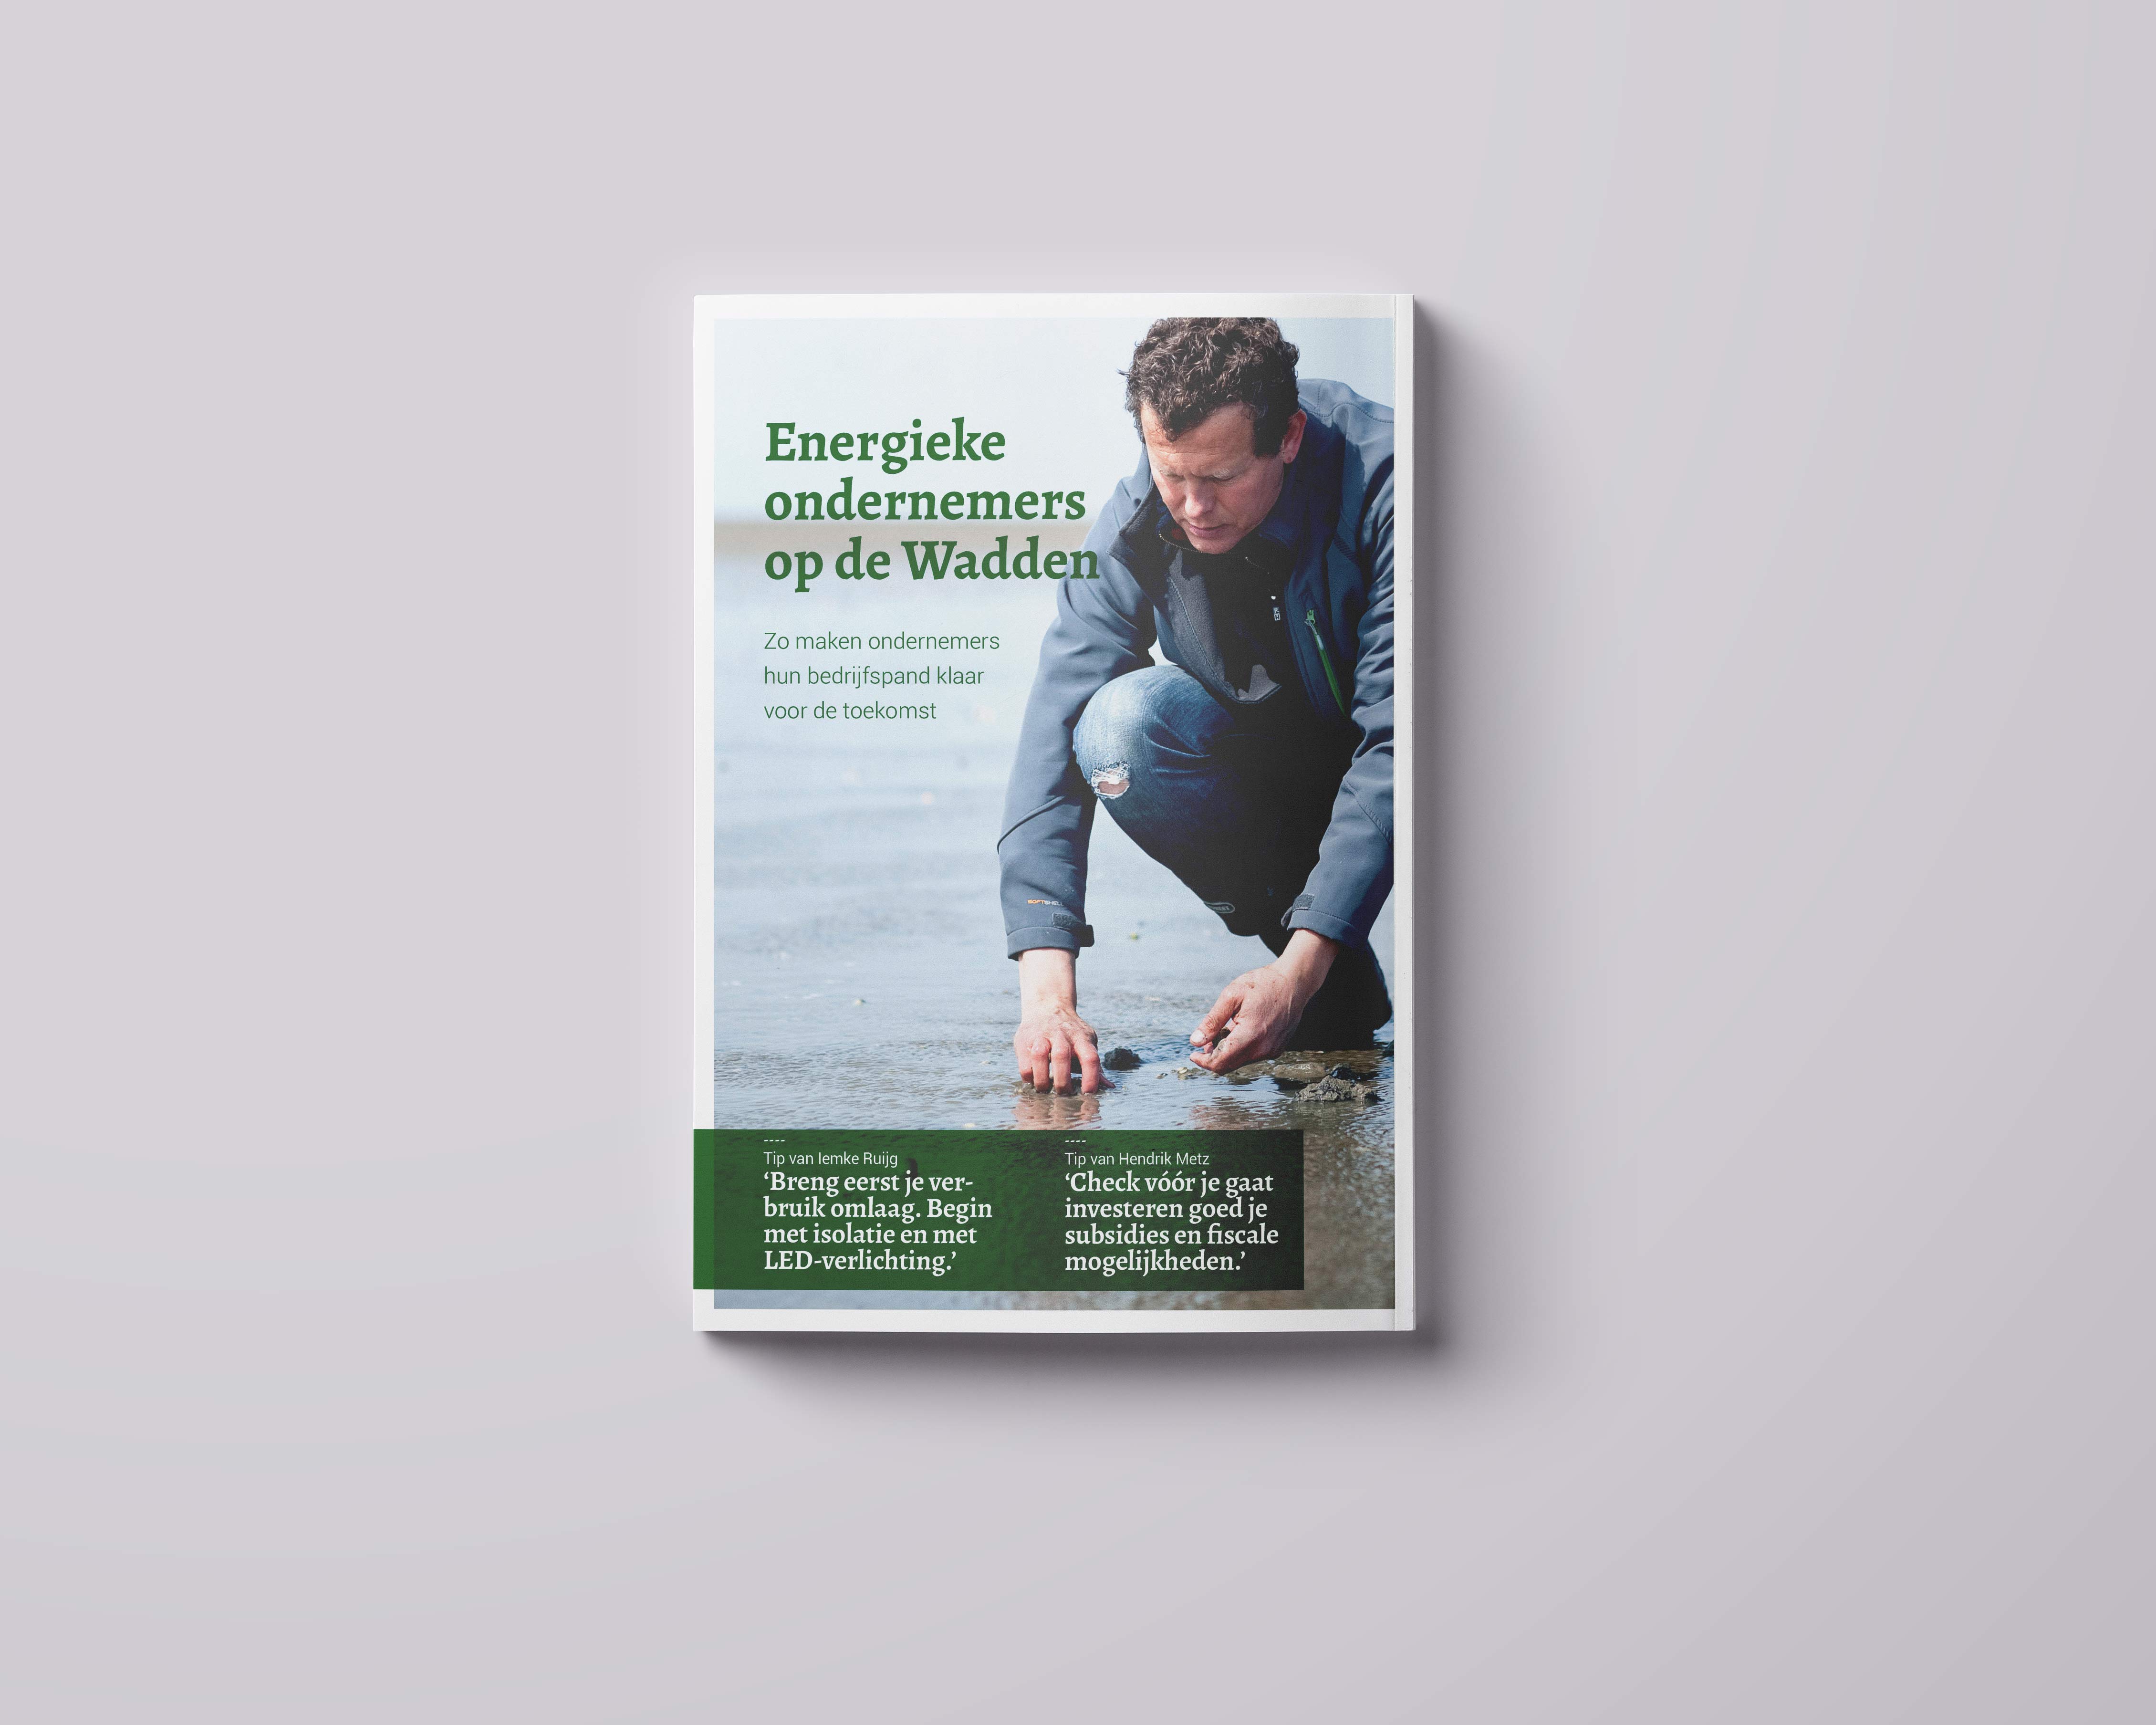 Energieke
ondernemers
op de Wadden
Zo maken ondernemers
hun bedrijfspand klaar
voor de toekomst
----
Tip van Iemke Ruijg
‘Breng eerst je ver-
bruik omlaag. Begin
met isolatie en met
LED-verlichting.’
----
Tip van Hendrik Metz
‘Check vóór je gaat
investeren goed je
subsidies en fiscale
mogelijkheden.’
SOFTSHELL